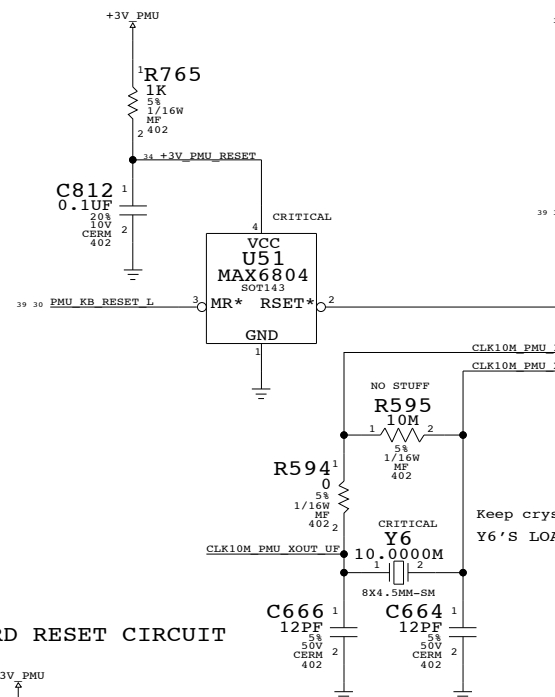 +3V_PMU
1
R765
1K
5%
1/16W
MF
402
2
34 +3V_PMU_RESET
C812
1
0.1UF
20%
10V
2
CERM
402
CRITICAL
4
VCC
U51
MAX6804
SOT143
39 30 PMU_KB_RESET_L
3
MR* RSET*
2
39
GND
1
CLK10M_PMU_
CLK10M_PMU_
NO STUFF
R595
10M
1 2
5%
1/16W
MF
402
R594
1
0
5%
1/16W
MF
402
2
Keep crys
Y6'S LOA
CRITICAL
Y6
CLK10M_PMU_XOUT_UF
10.0000M
1 2
8X4.5MM-SM
C666
1
12PF
5%
50V
2
CERM
402
C664
1
12PF
5%
50V
2
CERM
402
RD RESET CIRCUIT
3V_PMU